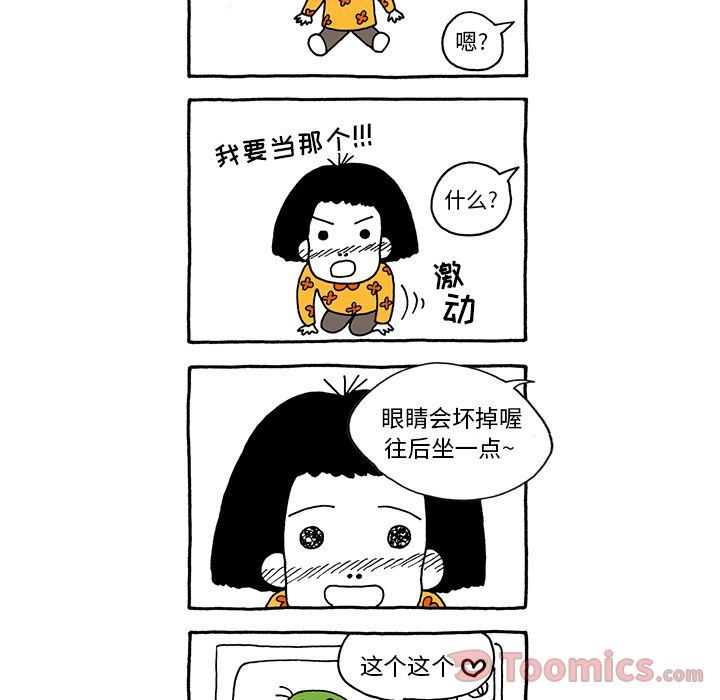 嗯?
我要当那个!!!
什么?
激
动
眼睛会坏掉喔
往后坐一点~
这个这个♡
Toomics.com